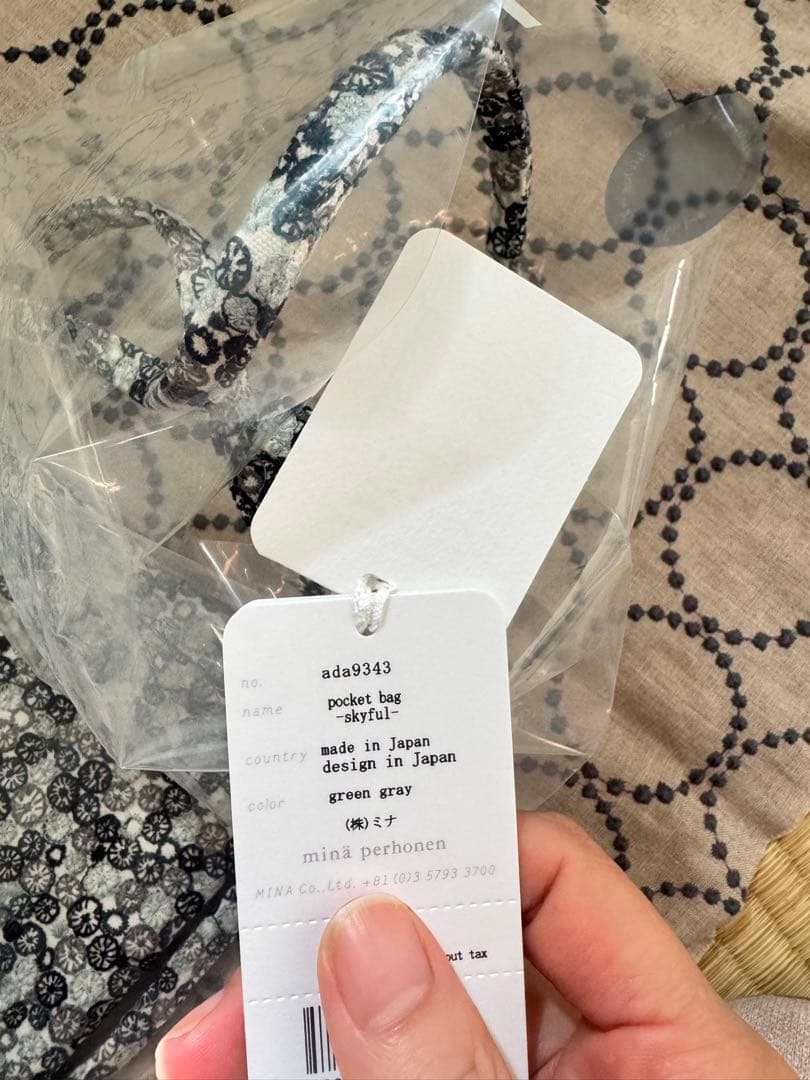 no. ada9343
name pocket bag
-skyful-
country made in Japan
design in Japan
color green gray
(株)ミナ
minä perhonen
MINA Co.,Ltd. +81(0)3 5793 3700
out tax